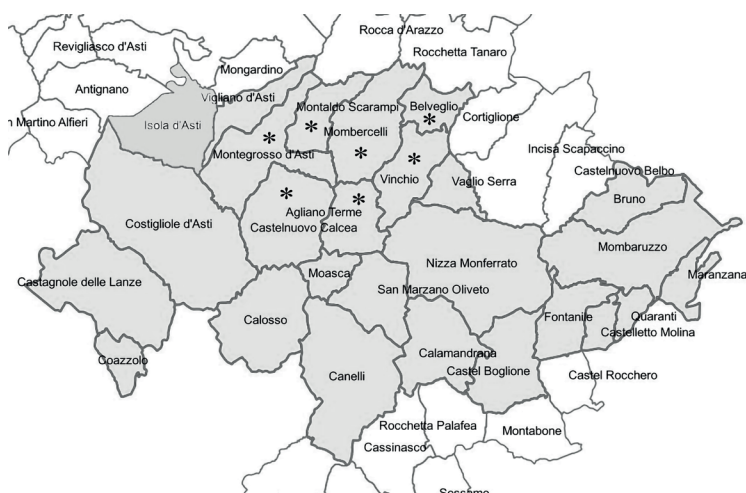 Rocca d'Arazzo
Revigliasco d'Asti
Rocchetta Tanaro
Mongardino
Antignano
Vigliano d'Asti
Montaldo Scarampi
Belveglio
n Martino Alfieri
Isola d'Asti
Mombercelli
Cortiglione
Incisa Scapaccino
Montegrosso d'Asti
Castelnuovo Belbo
Vinchio
Vaglio Serra
Bruno
Agliano Terme
Costigliole d'Asti
Castelnuovo Calcea
Mombaruzzo
Nizza Monferrato
Moasca
Maranzana
Castagnole delle Lanze
San Marzano Oliveto
Calosso
Fontanile
Quaranti
Castelletto Molina
Calamandrana
Coazzolo
Castel Boglione
Canelli
Castel Rocchero
Rocchetta Palafea
Montabone
Cassinasco